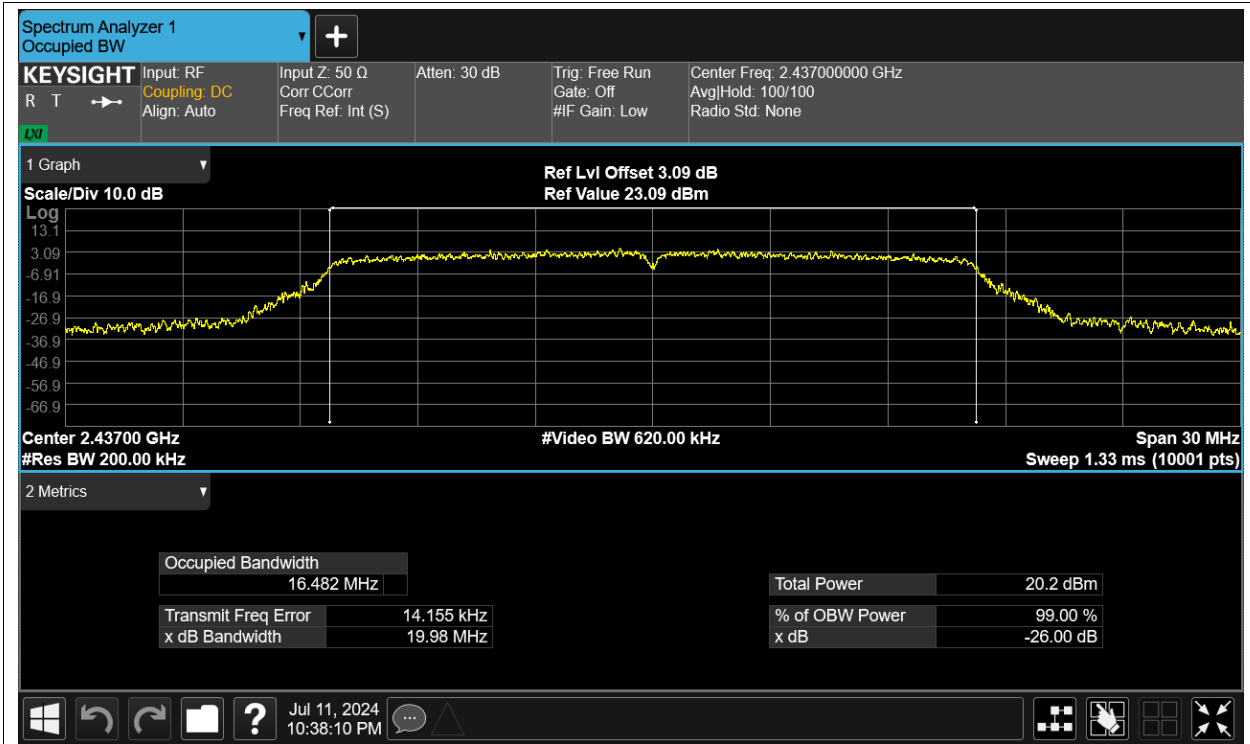 Spectrum Analyzer 1
Occupied BW
KEYSIGHT
R T
LXI
Input: RF
Coupling: DC
Align: Auto
Input Z: 50 Ω
Corr CCorr
Freq Ref: Int (S)
Atten: 30 dB
Trig: Free Run
Gate: Off
#IF Gain: Low
Center Freq: 2.437000000 GHz
Avg|Hold: 100/100
Radio Std: None
1 Graph
Scale/Div 10.0 dB
Ref Lvl Offset 3.09 dB
Ref Value 23.09 dBm
Log
13.1
3.09
-6.91
-16.9
-26.9
-36.9
-46.9
-56.9
-66.9
Center 2.43700 GHz
#Res BW 200.00 kHz
#Video BW 620.00 kHz
Span 30 MHz
Sweep 1.33 ms (10001 pts)
2 Metrics
Occupied Bandwidth
16.482 MHz
Transmit Freq Error 14.155 kHz
x dB Bandwidth 19.98 MHz
Total Power 20.2 dBm
% of OBW Power 99.00 %
x dB -26.00 dB
?
Jul 11, 2024
10:38:10 PM